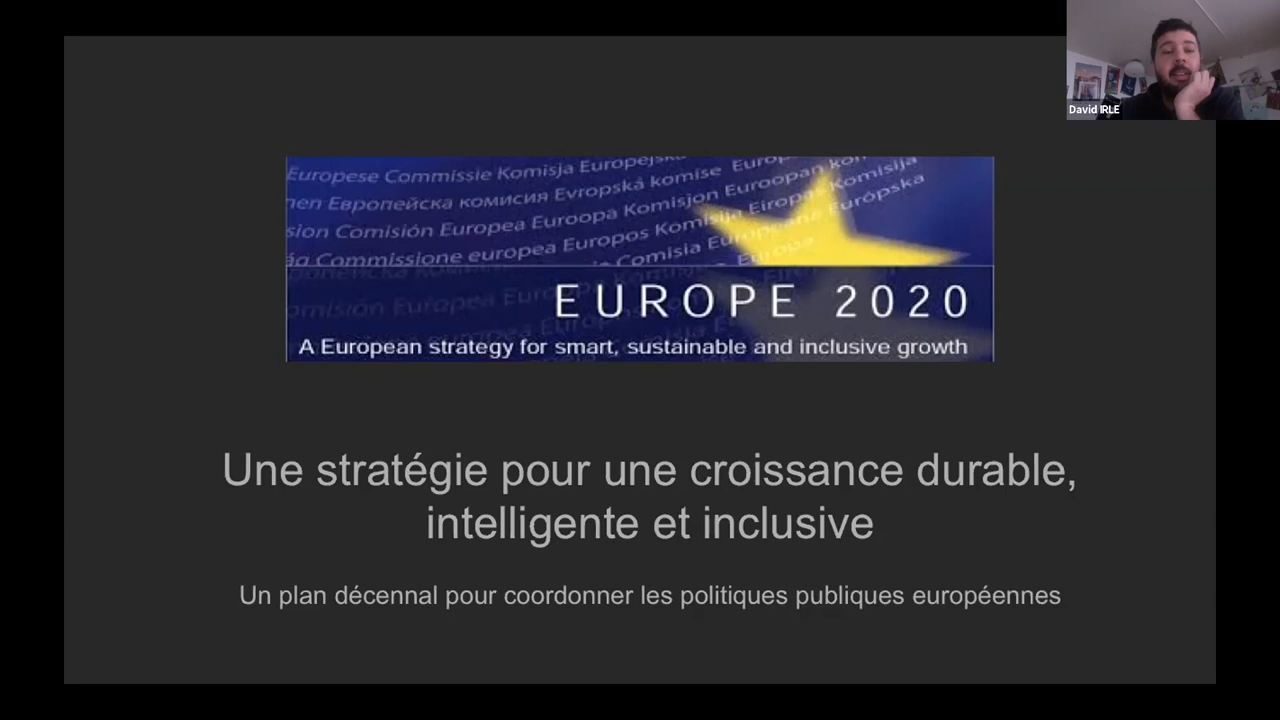 David IRLE
Europese Commissie Komisja Europejska
Европейска комисия Evropská komise
Comisión Europea Euroopa Komisjon Euroopan
Commissione europea Europos Komisija
Comisia Europeana Európska
EUROPE 2020
A European strategy for smart, sustainable and inclusive growth
Une stratégie pour une croissance durable,
intelligente et inclusive
Un plan décennal pour coordonner les politiques publiques européennes